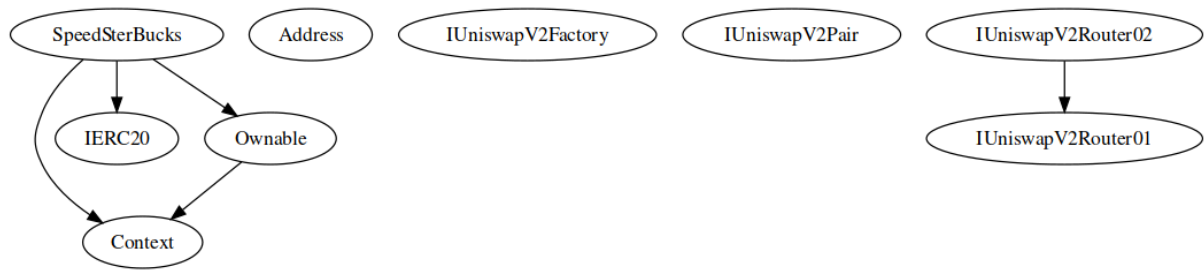 SpeedSterBucks
Address
IUniswapV2Factory
IUniswapV2Pair
IUniswapV2Router02
IERC20
Ownable
IUniswapV2Router01
Context